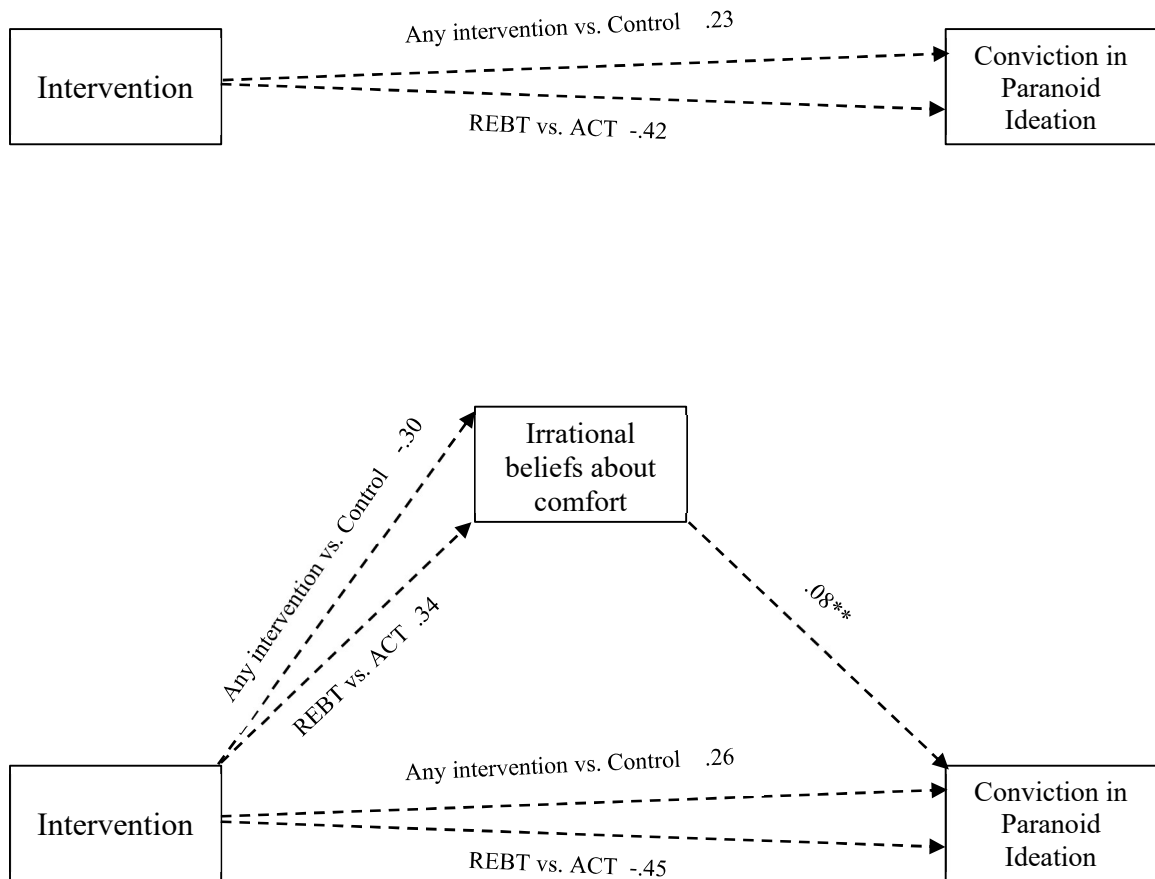 Any intervention vs. Control .23
Intervention
Conviction in
Paranoid
Ideation
REBT vs. ACT -.42
Irrational
beliefs about
comfort
Any intervention vs. Control -.30
REBT vs. ACT .34
.08**
Any intervention vs. Control .26
Intervention
Conviction in
Paranoid
Ideation
REBT vs. ACT -.45